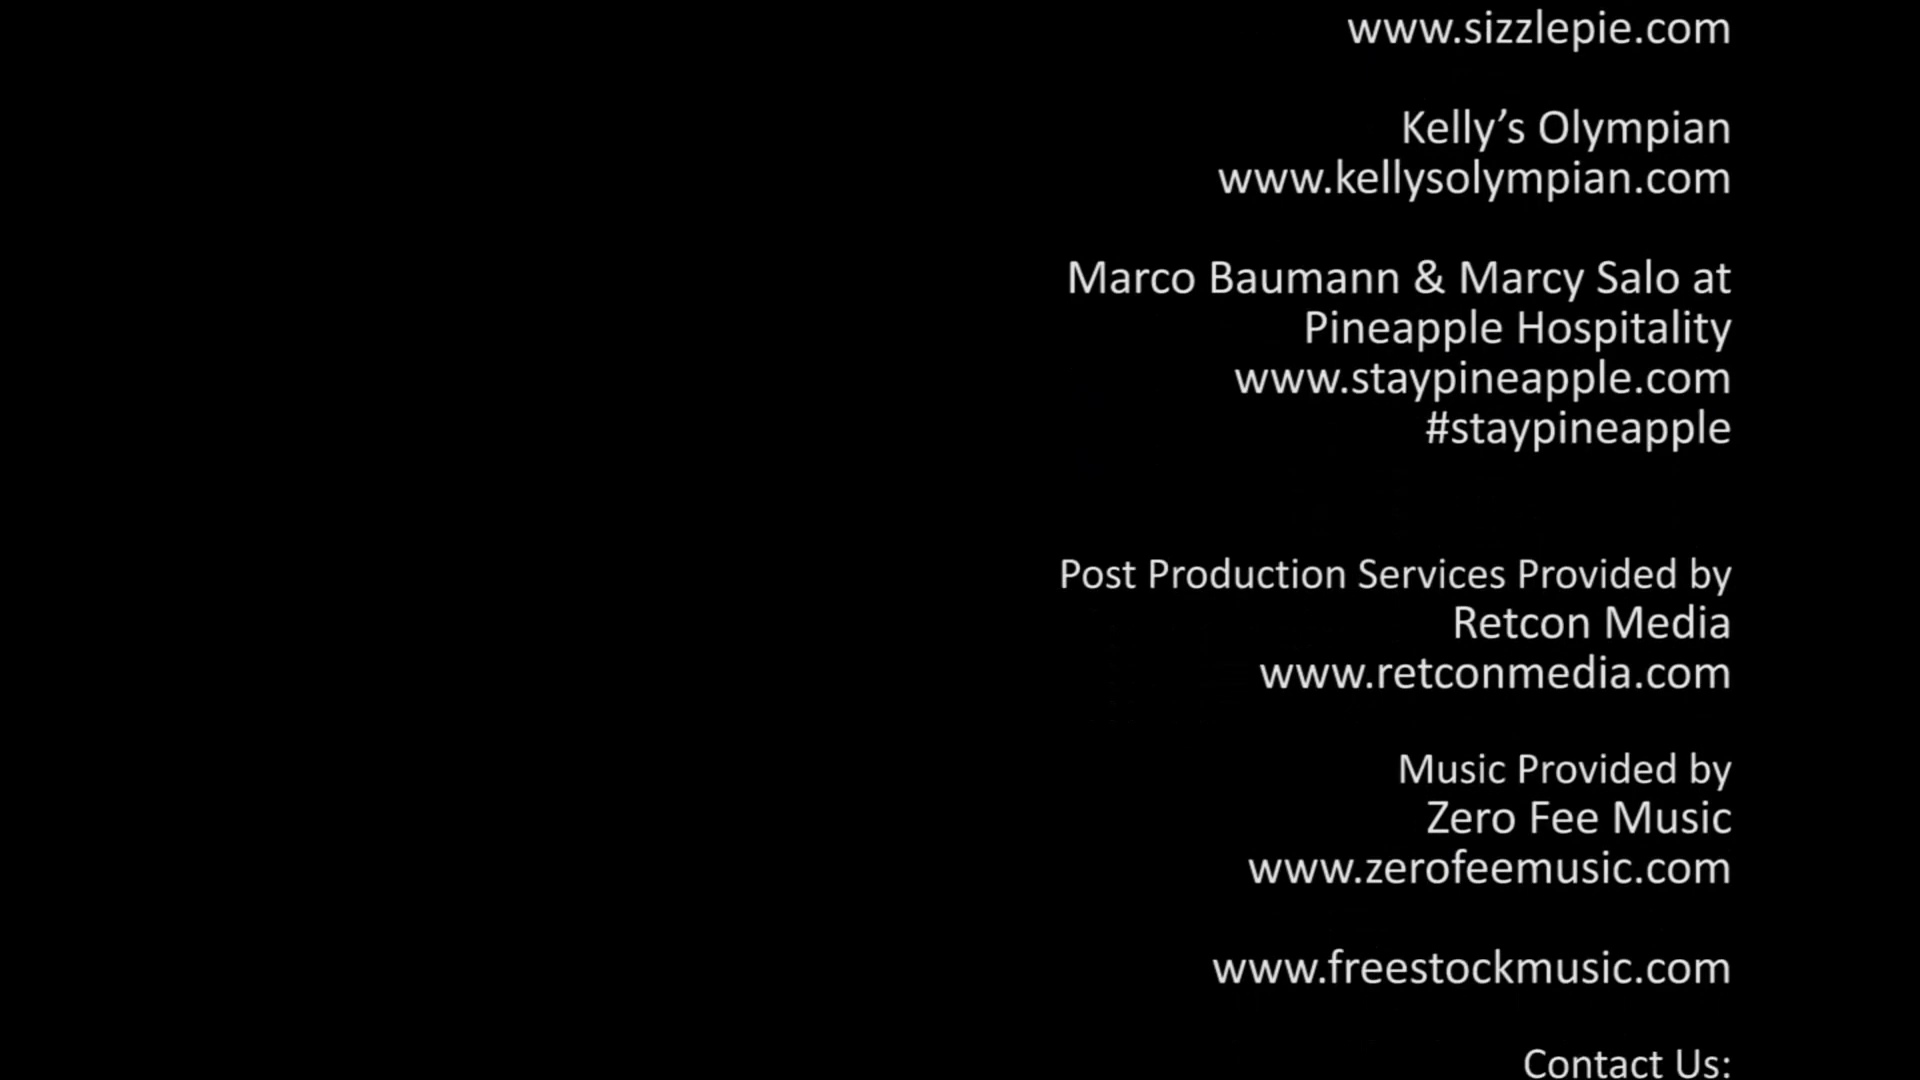 www.sizzlepie.com
Kelly’s Olympian
www.kellysolympian.com
Marco Baumann & Marcy Salo at
Pineapple Hospitality
www.staypineapple.com
#staypineapple
Post Production Services Provided by
Retcon Media
www.retconmedia.com
Music Provided by
Zero Fee Music
www.zerofeemusic.com
www.freestockmusic.com
Contact Us: